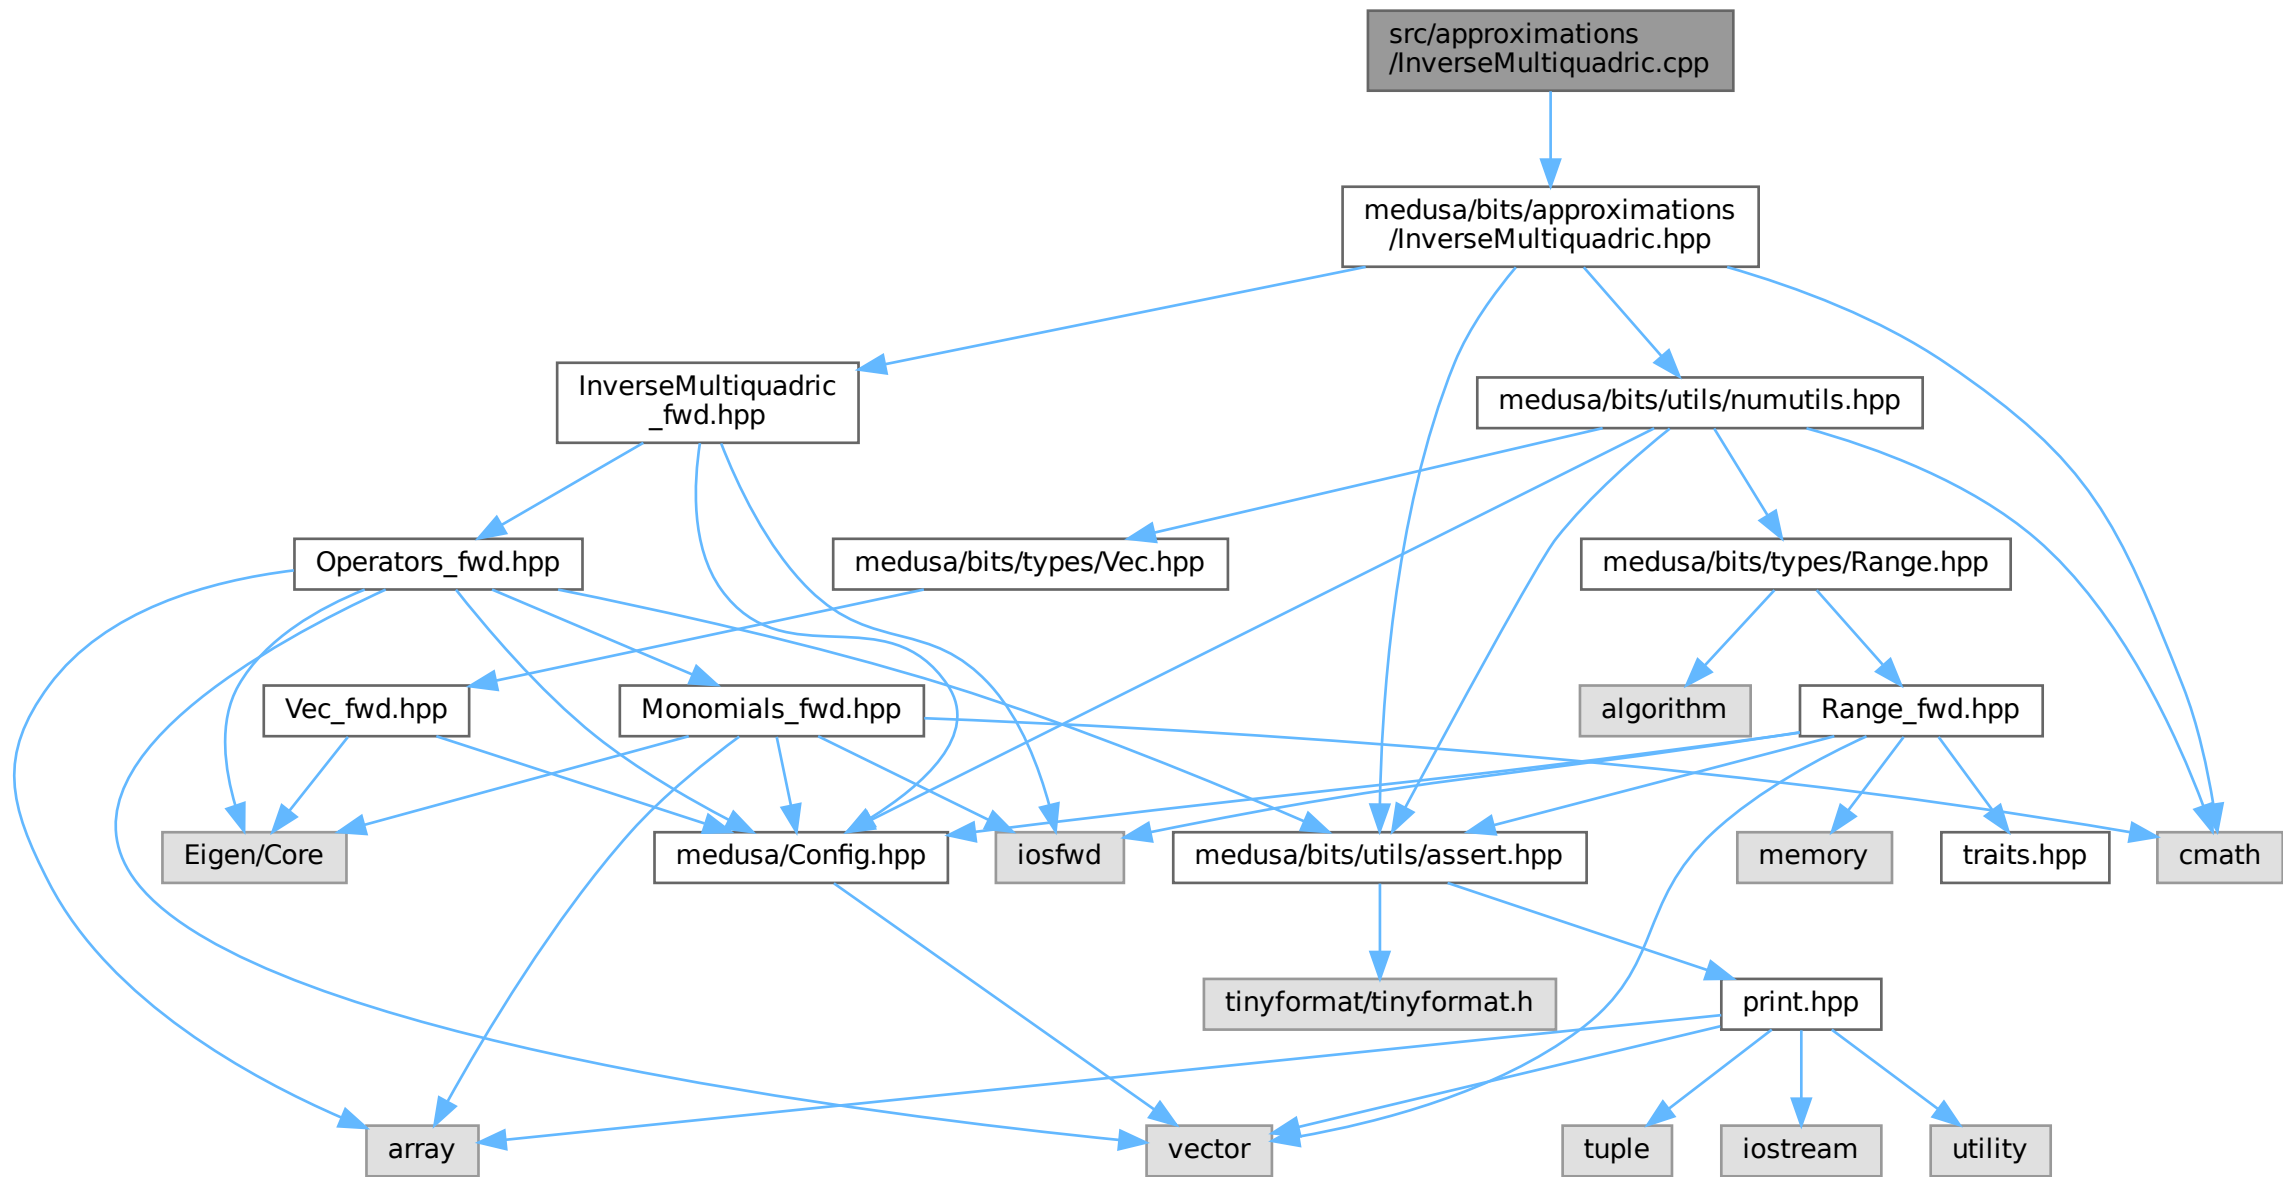 src/approximations
/InverseMultiquadric.cpp
medusa/bits/approximations
/InverseMultiquadric.hpp
InverseMultiquadric
_fwd.hpp
medusa/bits/utils/numutils.hpp
Operators_fwd.hpp
medusa/bits/types/Vec.hpp
medusa/bits/types/Range.hpp
Vec_fwd.hpp
Monomials_fwd.hpp
algorithm
Range_fwd.hpp
Eigen/Core
medusa/Config.hpp
iosfwd
medusa/bits/utils/assert.hpp
memory
traits.hpp
cmath
tinyformat/tinyformat.h
print.hpp
array
vector
tuple
iostream
utility